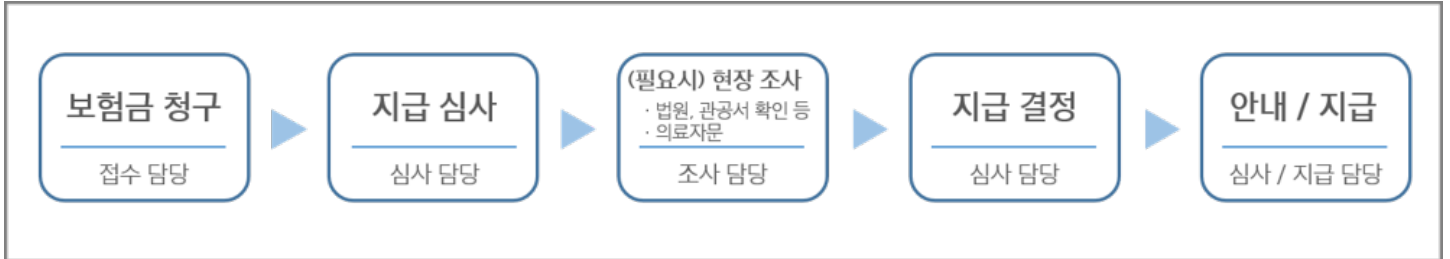 보험금 청구
접수 담당
지급 심사
심사 담당
(필요시) 현장 조사
· 법원, 관공서 확인 등
· 의료자문
조사 담당
지급 결정
심사 담당
안내 / 지급
심사 / 지급 담당